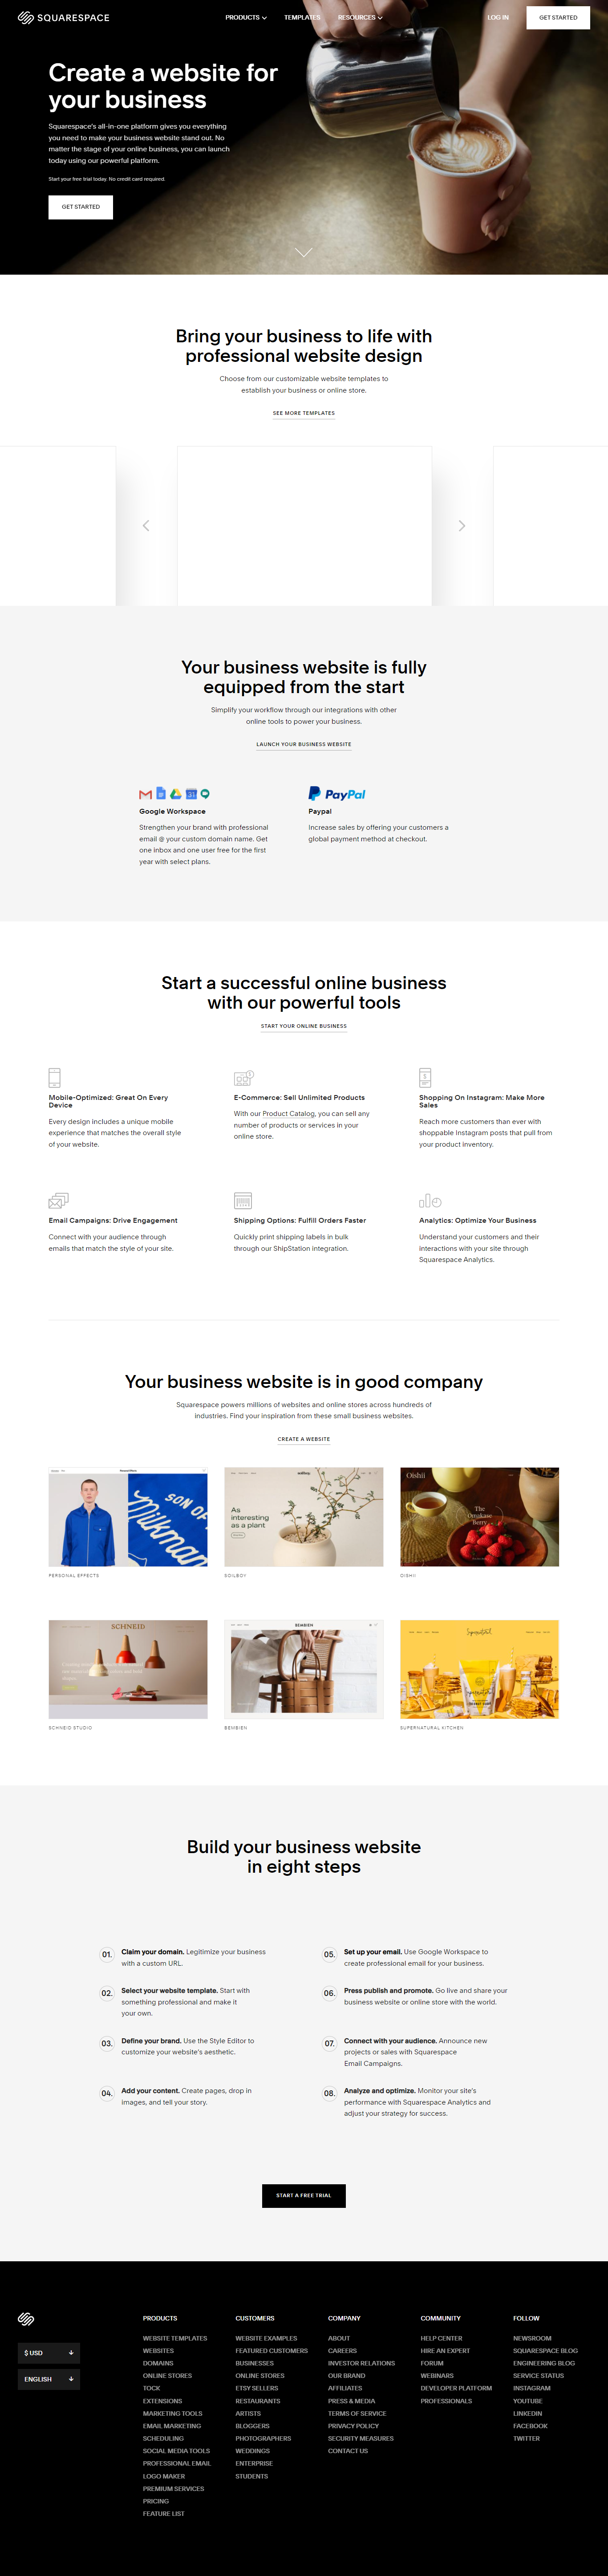 SQUARESPACE
PRODUCTS
TEMPLATES
RESOURCES
LOG IN
GET STARTED
Create a website for
your business
Squarespace's all-in-one platform gives you everything
you need to make your business website stand out. No
matter the stage of your online business, you can launch
today using our powerful platform.
Start your free trial today. No credit card required.
GET STARTED
Bring your business to life with
professional website design
Choose from our customizable website templates to
establish your business or online store.
SEE MORE TEMPLATES
Your business website is fully
equipped from the start
Simplify your workflow through our integrations with other
online tools to power your business.
LAUNCH YOUR BUSINESS WEBSITE
Google Workspace
Strengthen your brand with professional
email @ your custom domain name. Get
one inbox and one user free for the first
year with select plans.
PayPal
Paypal
Increase sales by offering your customers a
global payment method at checkout.
Start a successful online business
with our powerful tools
START YOUR ONLINE BUSINESS
Mobile-Optimized: Great On Every
Device
Every design includes a unique mobile
experience that matches the overall style
of your website.
E-Commerce: Sell Unlimited Products
With our Product Catalog, you can sell any
number of products or services in your
online store.
Shopping On Instagram: Make More
Sales
Reach more customers than ever with
shoppable Instagram posts that pull from
your product inventory.
Email Campaigns: Drive Engagement
Connect with your audience through
emails that match the style of your site.
Shipping Options: Fulfill Orders Faster
Quickly print shipping labels in bulk
through our ShipStation integration.
Analytics: Optimize Your Business
Understand your customers and their
interactions with your site through
Squarespace Analytics.
Your business website is in good company
Squarespace powers millions of websites and online stores across hundreds of
industries. Find your inspiration from these small business websites.
CREATE A WEBSITE
SON OF
Milkman
PERSONAL EFFECTS
soilboy
As
interesting
as a plant
SOILBOY
Oishii
The
Omakase
Berry
OISHII
SCHNEID
SCHNEID STUDIO
BEMBIEN
BEMBIEN
Supernatural
SUPERNATURAL KITCHEN
Build your business website
in eight steps
01. Claim your domain. Legitimize your business
with a custom URL.
02. Select your website template. Start with
something professional and make it
your own.
03. Define your brand. Use the Style Editor to
customize your website's aesthetic.
04. Add your content. Create pages, drop in
images, and tell your story.
05. Set up your email. Use Google Workspace to
create professional email for your business.
06. Press publish and promote. Go live and share your
business website or online store with the world.
07. Connect with your audience. Announce new
projects or sales with Squarespace
Email Campaigns.
08. Analyze and optimize. Monitor your site's
performance with Squarespace Analytics and
adjust your strategy for success.
START A FREE TRIAL
$ USD
ENGLISH
PRODUCTS
WEBSITE TEMPLATES
WEBSITES
DOMAINS
ONLINE STORES
TOCK
EXTENSIONS
MARKETING TOOLS
EMAIL MARKETING
SCHEDULING
SOCIAL MEDIA TOOLS
PROFESSIONAL EMAIL
LOGO MAKER
PREMIUM SERVICES
PRICING
FEATURE LIST
CUSTOMERS
WEBSITE EXAMPLES
FEATURED CUSTOMERS
BUSINESSES
ONLINE STORES
ETSY SELLERS
RESTAURANTS
ARTISTS
BLOGGERS
PHOTOGRAPHERS
WEDDINGS
ENTERPRISE
STUDENTS
COMPANY
ABOUT
CAREERS
INVESTOR RELATIONS
OUR BRAND
AFFILIATES
PRESS & MEDIA
TERMS OF SERVICE
PRIVACY POLICY
SECURITY MEASURES
CONTACT US
COMMUNITY
HELP CENTER
HIRE AN EXPERT
FORUM
WEBINARS
DEVELOPER PLATFORM
PROFESSIONALS
FOLLOW
NEWSROOM
SQUARESPACE BLOG
ENGINEERING BLOG
SERVICE STATUS
INSTAGRAM
YOUTUBE
LINKEDIN
FACEBOOK
TWITTER